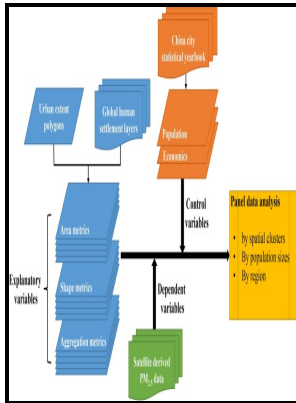 China city
statistical yearbook
Urban extent
polygons
Global human
settlement layers
Population
Economics
Control
variables
Area metrics
Shape metrics
Aggregation metrics
Explanatory
variables
Dependent
variables
Satellite derived
PM2.5 data
Panel data analysis
• by spatial clusters
• By population sizes
• By region